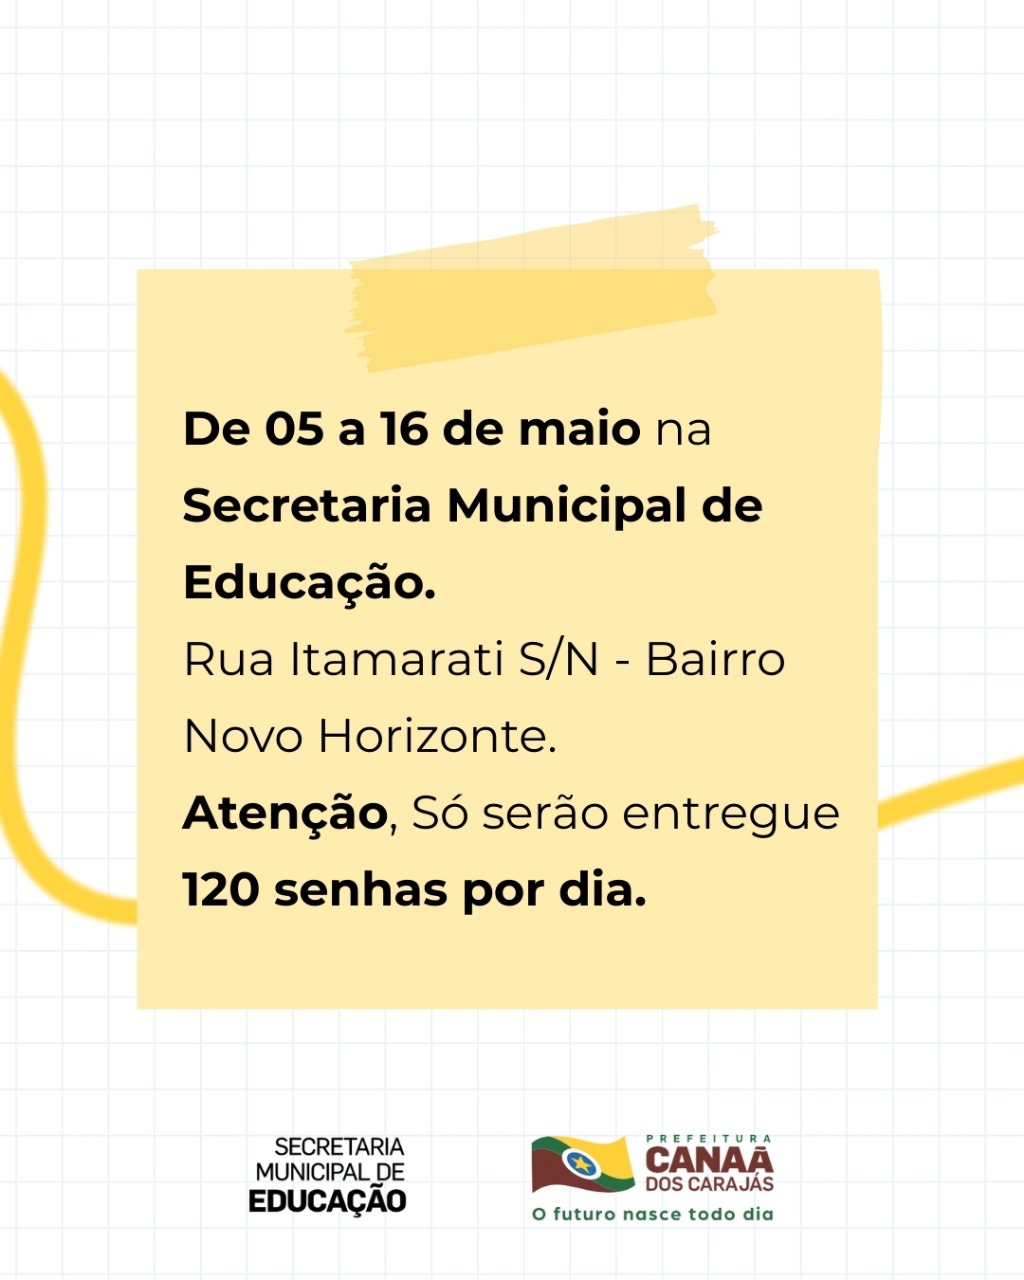 De 05 a 16 de maio na
Secretaria Municipal de
Educação.
Rua Itamarati S/N - Bairro
Novo Horizonte.
Atenção, Só serão entregue
120 senhas por dia.
SECRETARIA
MUNICIPAL DE
EDUCAÇÃO
PREFEITURA
CANAÃ
DOS CARAJÁS
O futuro nasce todo dia